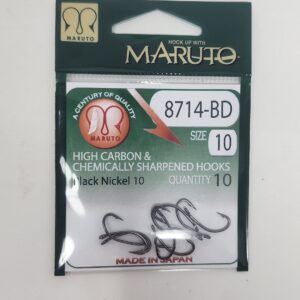 HOOK UP WITH
MARUTO
MARUTO
A CENTURY OF QUALITY
MARUTO
8714-BD
SIZE 10
HIGH CARBON &
CHEMICALLY SHARPENED HOOKS
Black Nickel 10
QUANTITY 10
MADE IN JAPAN